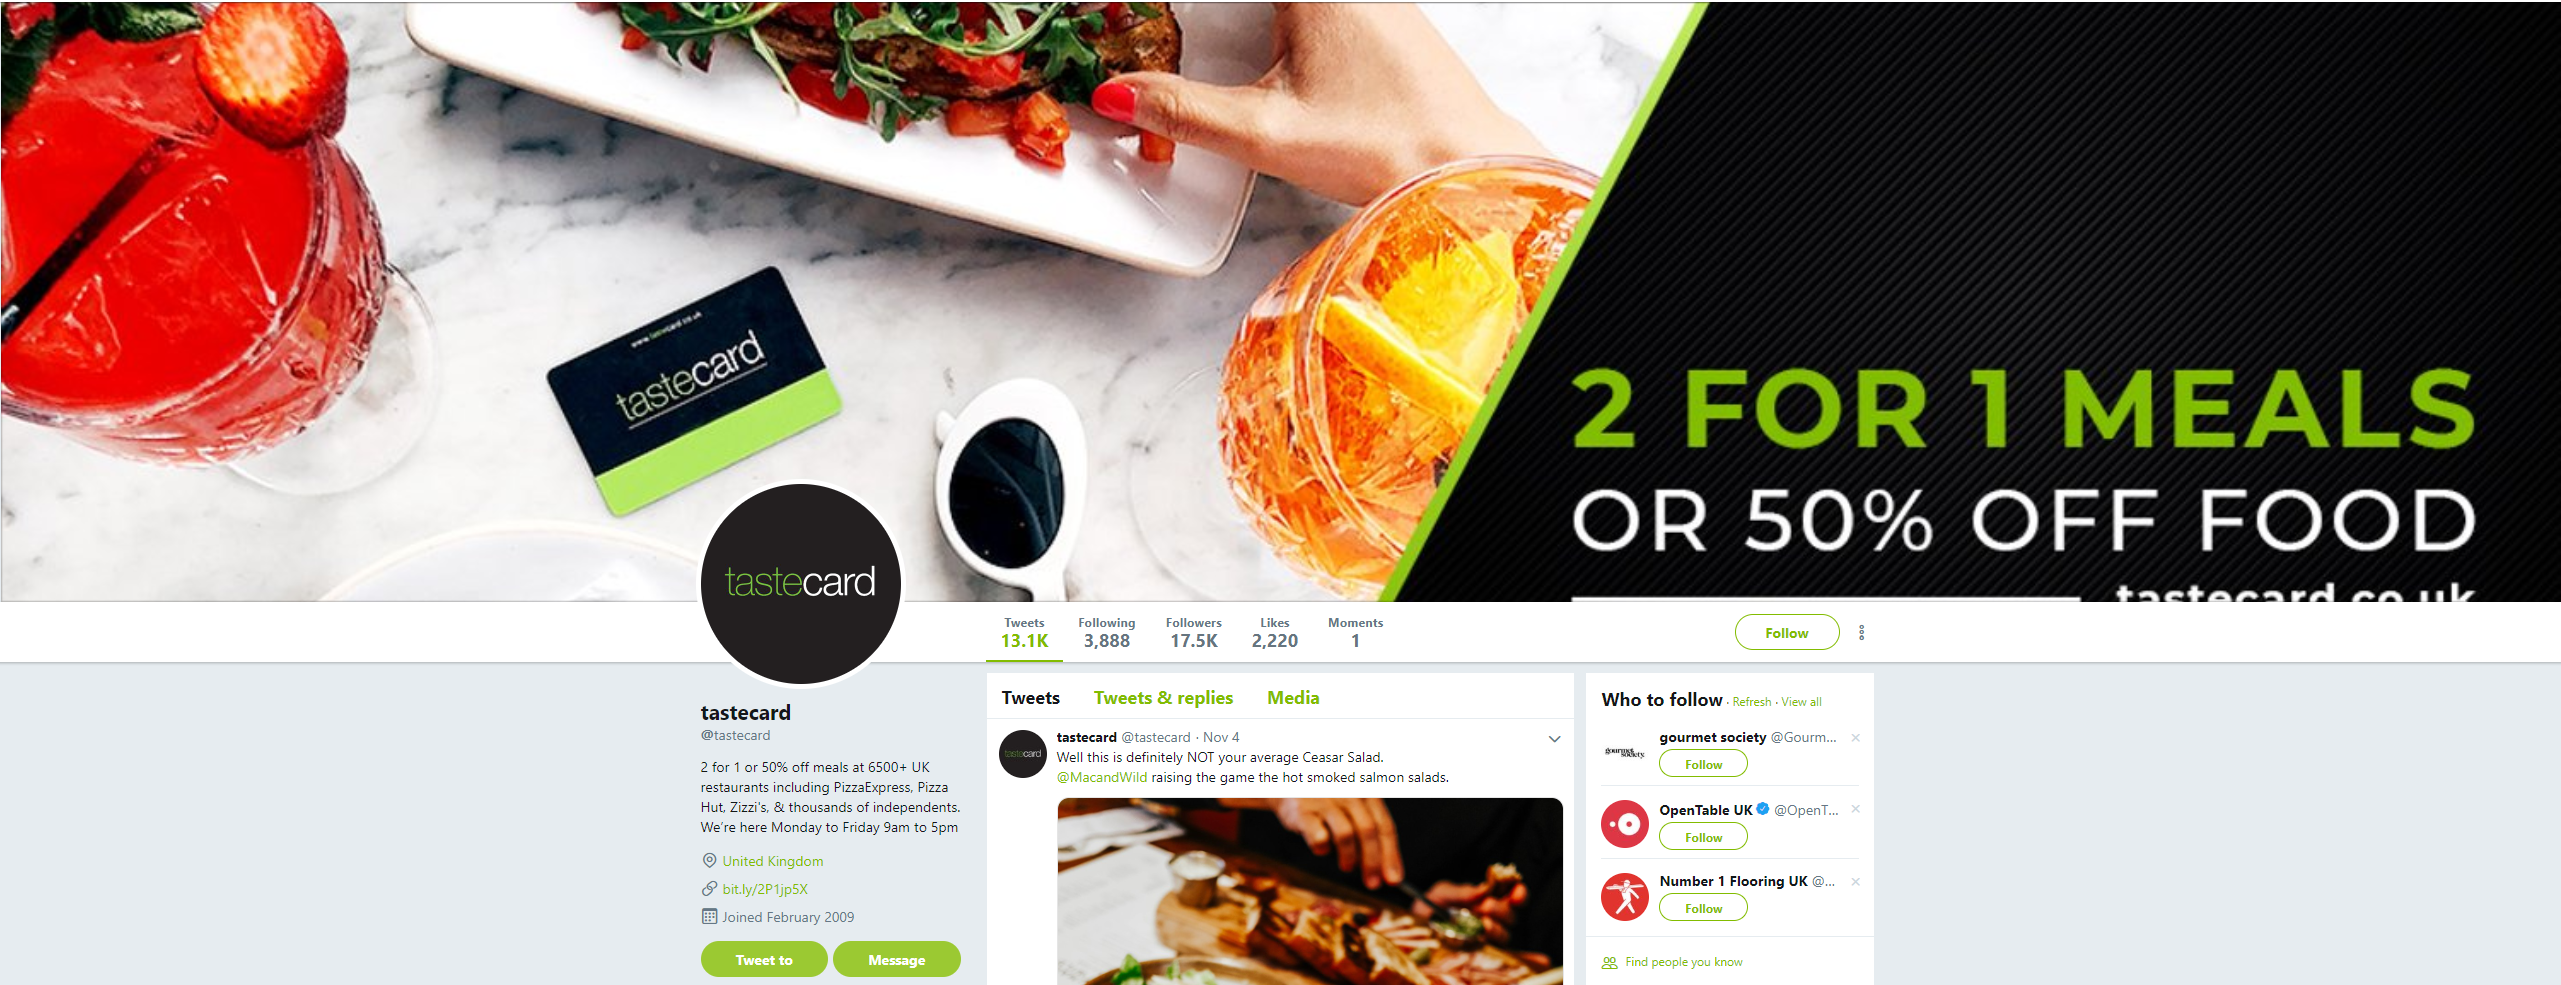 www.tastecard.co.uk
tastecard
2 FOR 1 MEALS
OR 50% OFF FOOD
tastecard.co.uk
tastecard
Tweets
13.1K
Following
3,888
Followers
17.5K
Likes
2,220
Moments
1
Follow
tastecard
@tastecard
2 for 1 or 50% off meals at 6500+ UK
restaurants including PizzaExpress, Pizza
Hut, Zizzi's, & thousands of independents.
We're here Monday to Friday 9am to 5pm
United Kingdom
bit.ly/2P1jp5X
Joined February 2009
Tweet to
Message
Tweets
Tweets & replies
Media
tastecard
tastecard @tastecard · Nov 4
Well this is definitely NOT your average Ceasar Salad.
@MacandWild raising the game the hot smoked salmon salads.
Who to follow · Refresh · View all
gourmet society
gourmet society @Gourm...
Follow
OpenTable UK @OpenT...
Follow
Number 1 Flooring UK @...
Follow
Find people you know